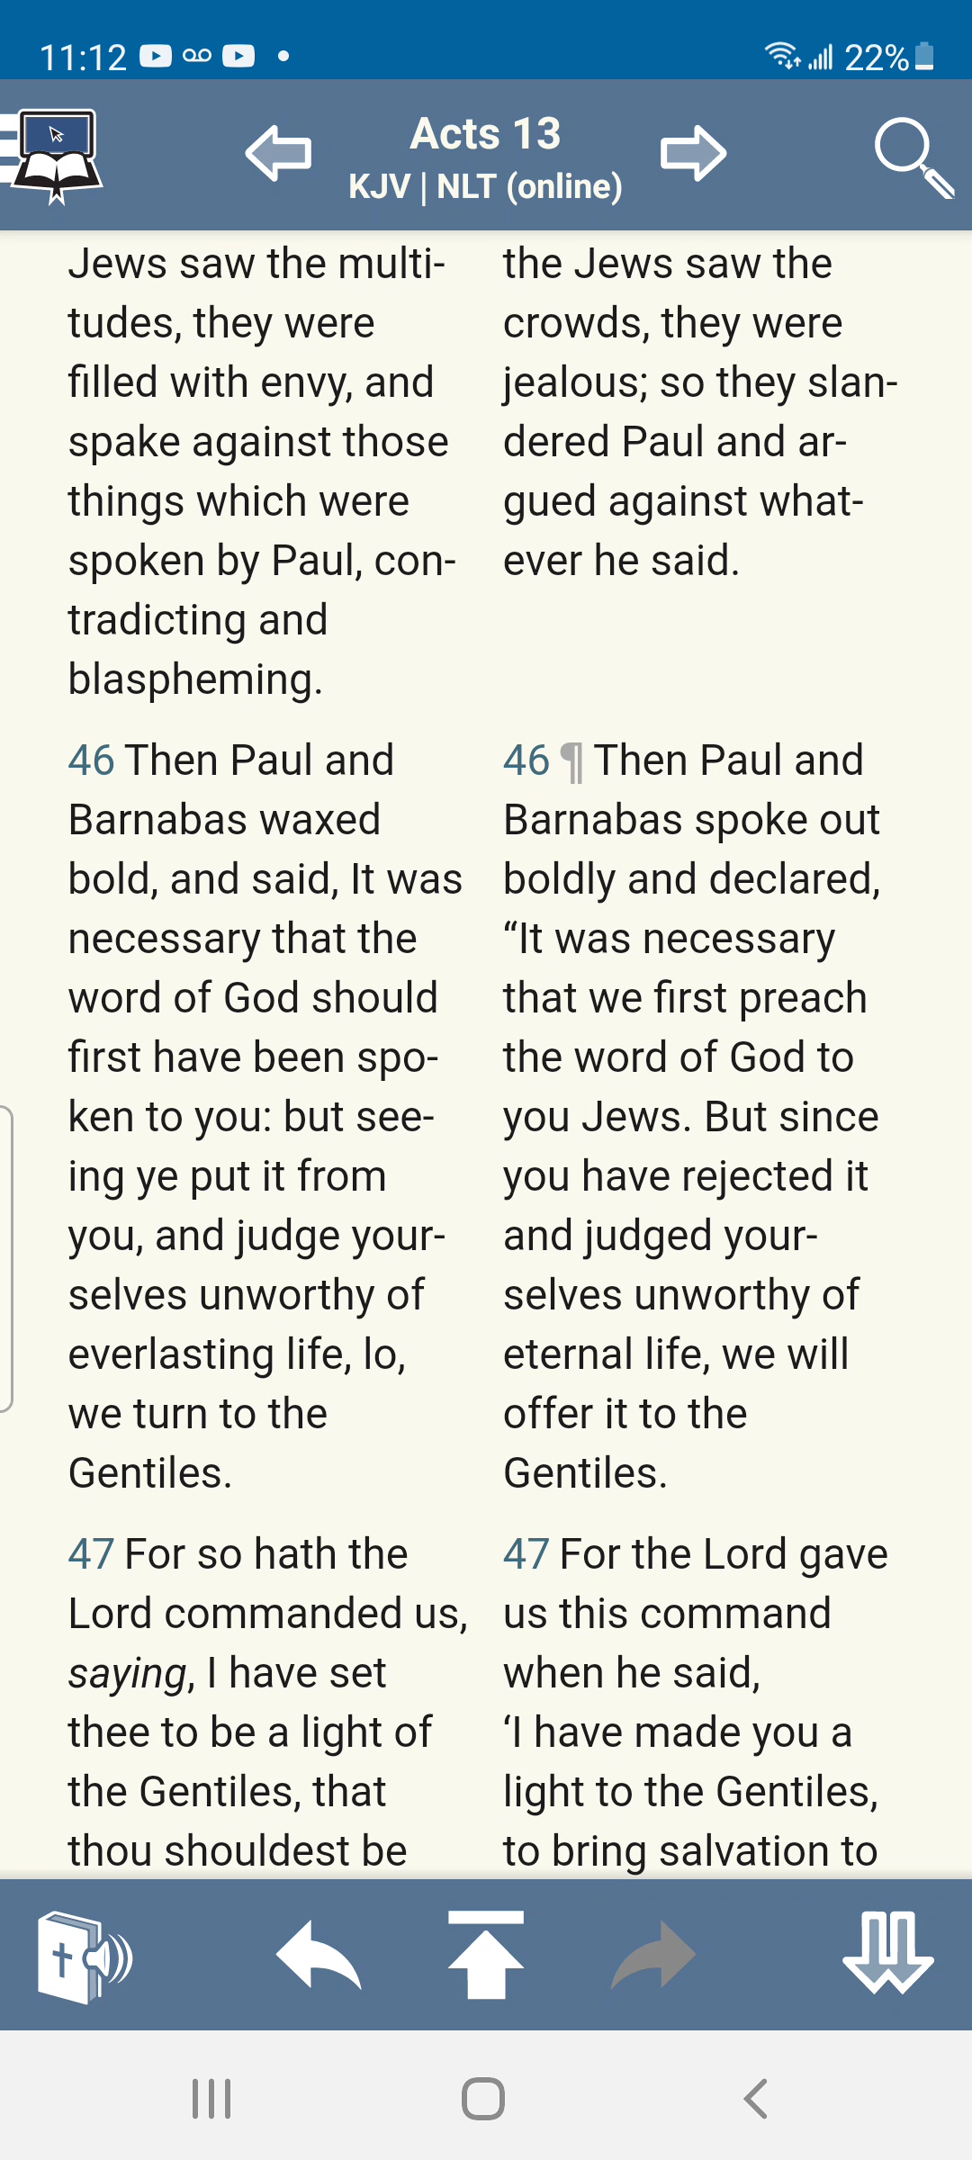 11:12
22%
Acts 13
KJV | NLT (online)
Jews saw the multi-
tudes, they were
filled with envy, and
spake against those
things which were
spoken by Paul, con-
tradicting and
blaspheming.
46 Then Paul and
Barnabas waxed
bold, and said, It was
necessary that the
word of God should
first have been spo-
ken to you: but see-
ing ye put it from
you, and judge your-
selves unworthy of
everlasting life, lo,
we turn to the
Gentiles.
47 For so hath the
Lord commanded us,
saying, I have set
thee to be a light of
the Gentiles, that
thou shouldest be
the Jews saw the
crowds, they were
jealous; so they slan-
dered Paul and ar-
gued against what-
ever he said.
46 ¶ Then Paul and
Barnabas spoke out
boldly and declared,
“It was necessary
that we first preach
the word of God to
you Jews. But since
you have rejected it
and judged your-
selves unworthy of
eternal life, we will
offer it to the
Gentiles.
47 For the Lord gave
us this command
when he said,
‘I have made you a
light to the Gentiles,
to bring salvation to